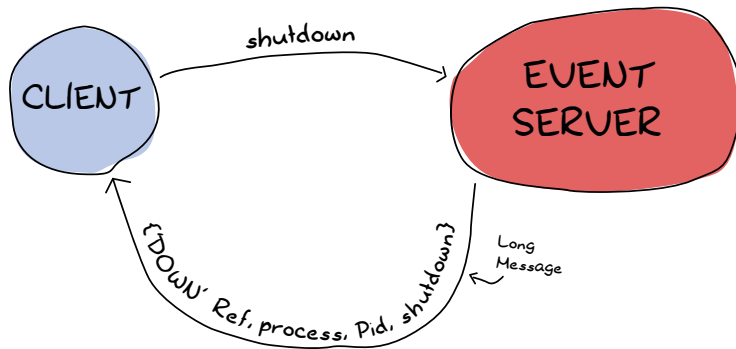 shutdown
CLIENT
EVENT
SERVER
{'DOWN' Ref, process, Pid, shutdown}
Long
Message